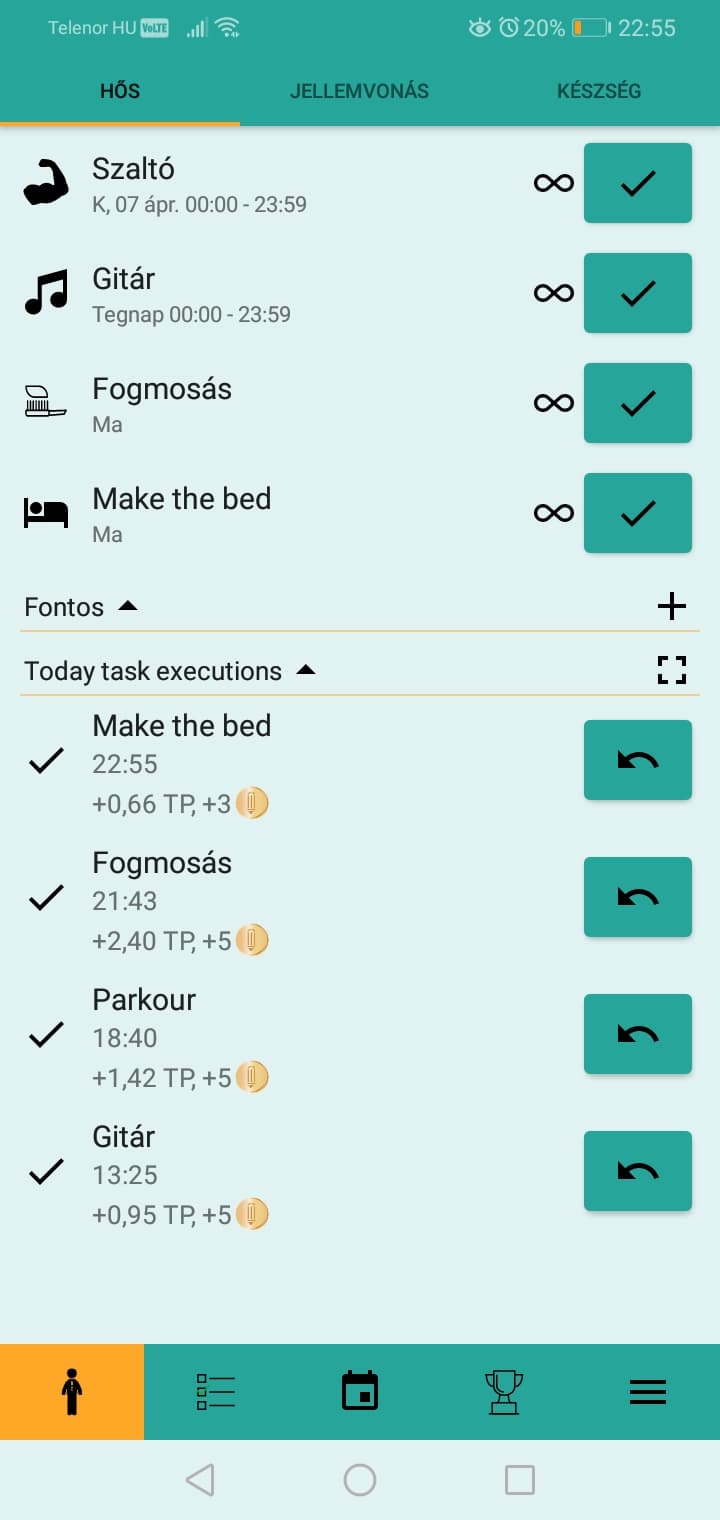 Telenor HU VoLTE 20% 22:55
HŐS JELLEMVONÁS KÉSZSÉG
Szaltó
K, 07 ápr. 00:00 - 23:59
Gitár
Tegnap 00:00 - 23:59
Fogmosás
Ma
Make the bed
Ma
Fontos
Today task executions
Make the bed
22:55
+0,66 TP, +3
Fogmosás
21:43
+2,40 TP, +5
Parkour
18:40
+1,42 TP, +5
Gitár
13:25
+0,95 TP, +5